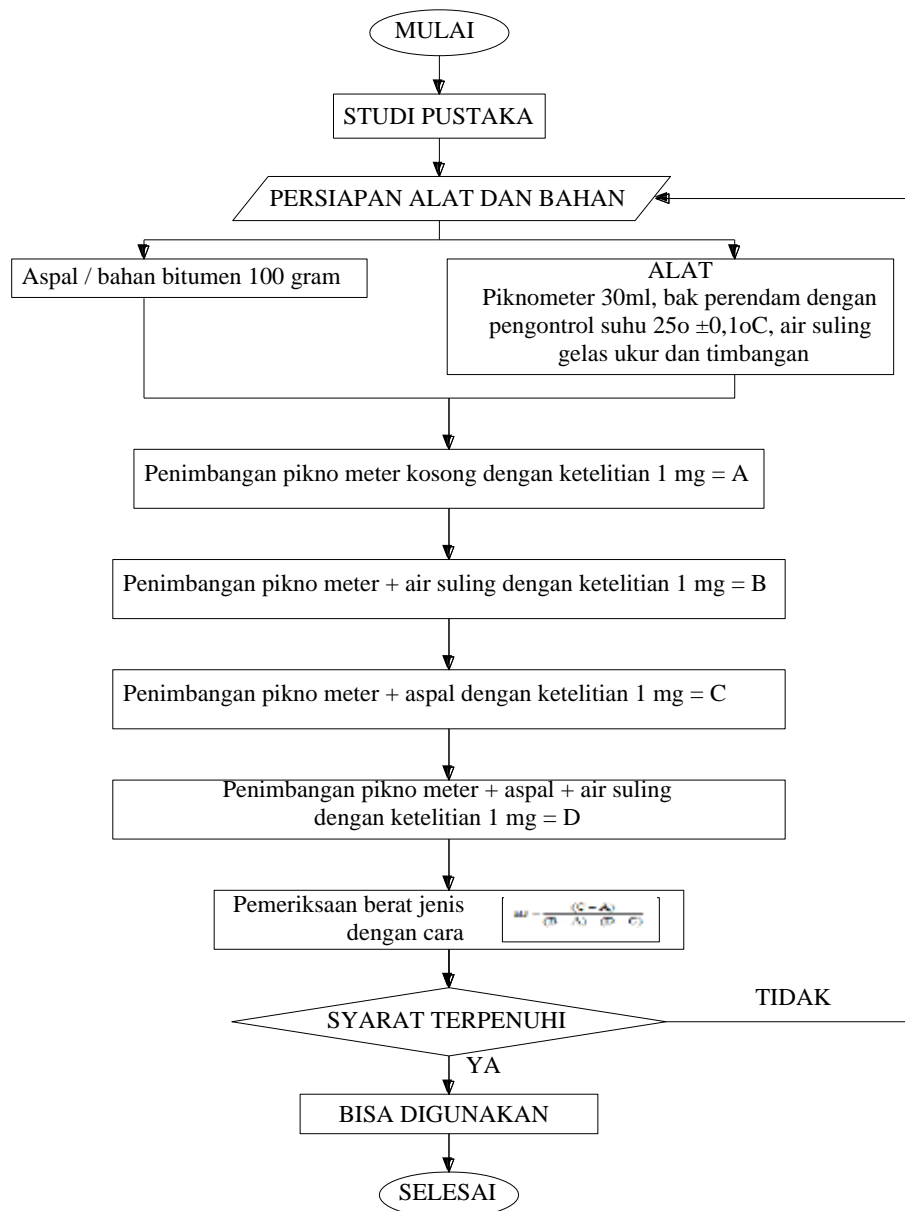 MULAI
STUDI PUSTAKA
PERSIAPAN ALAT DAN BAHAN
Aspal / bahan bitumen 100 gram
ALAT
Piknometer 30ml, bak perendam dengan
pengontrol suhu 25o ±0,1oC, air suling
gelas ukur dan timbangan
Penimbangan pikno meter kosong dengan ketelitian 1 mg = A
Penimbangan pikno meter + air suling dengan ketelitian 1 mg = B
Penimbangan pikno meter + aspal dengan ketelitian 1 mg = C
Penimbangan pikno meter + aspal + air suling
dengan ketelitian 1 mg = D
Pemeriksaan berat jenis
dengan cara
(C – A)
SYARAT TERPENUHI
TIDAK
YA
BISA DIGUNAKAN
SELESAI